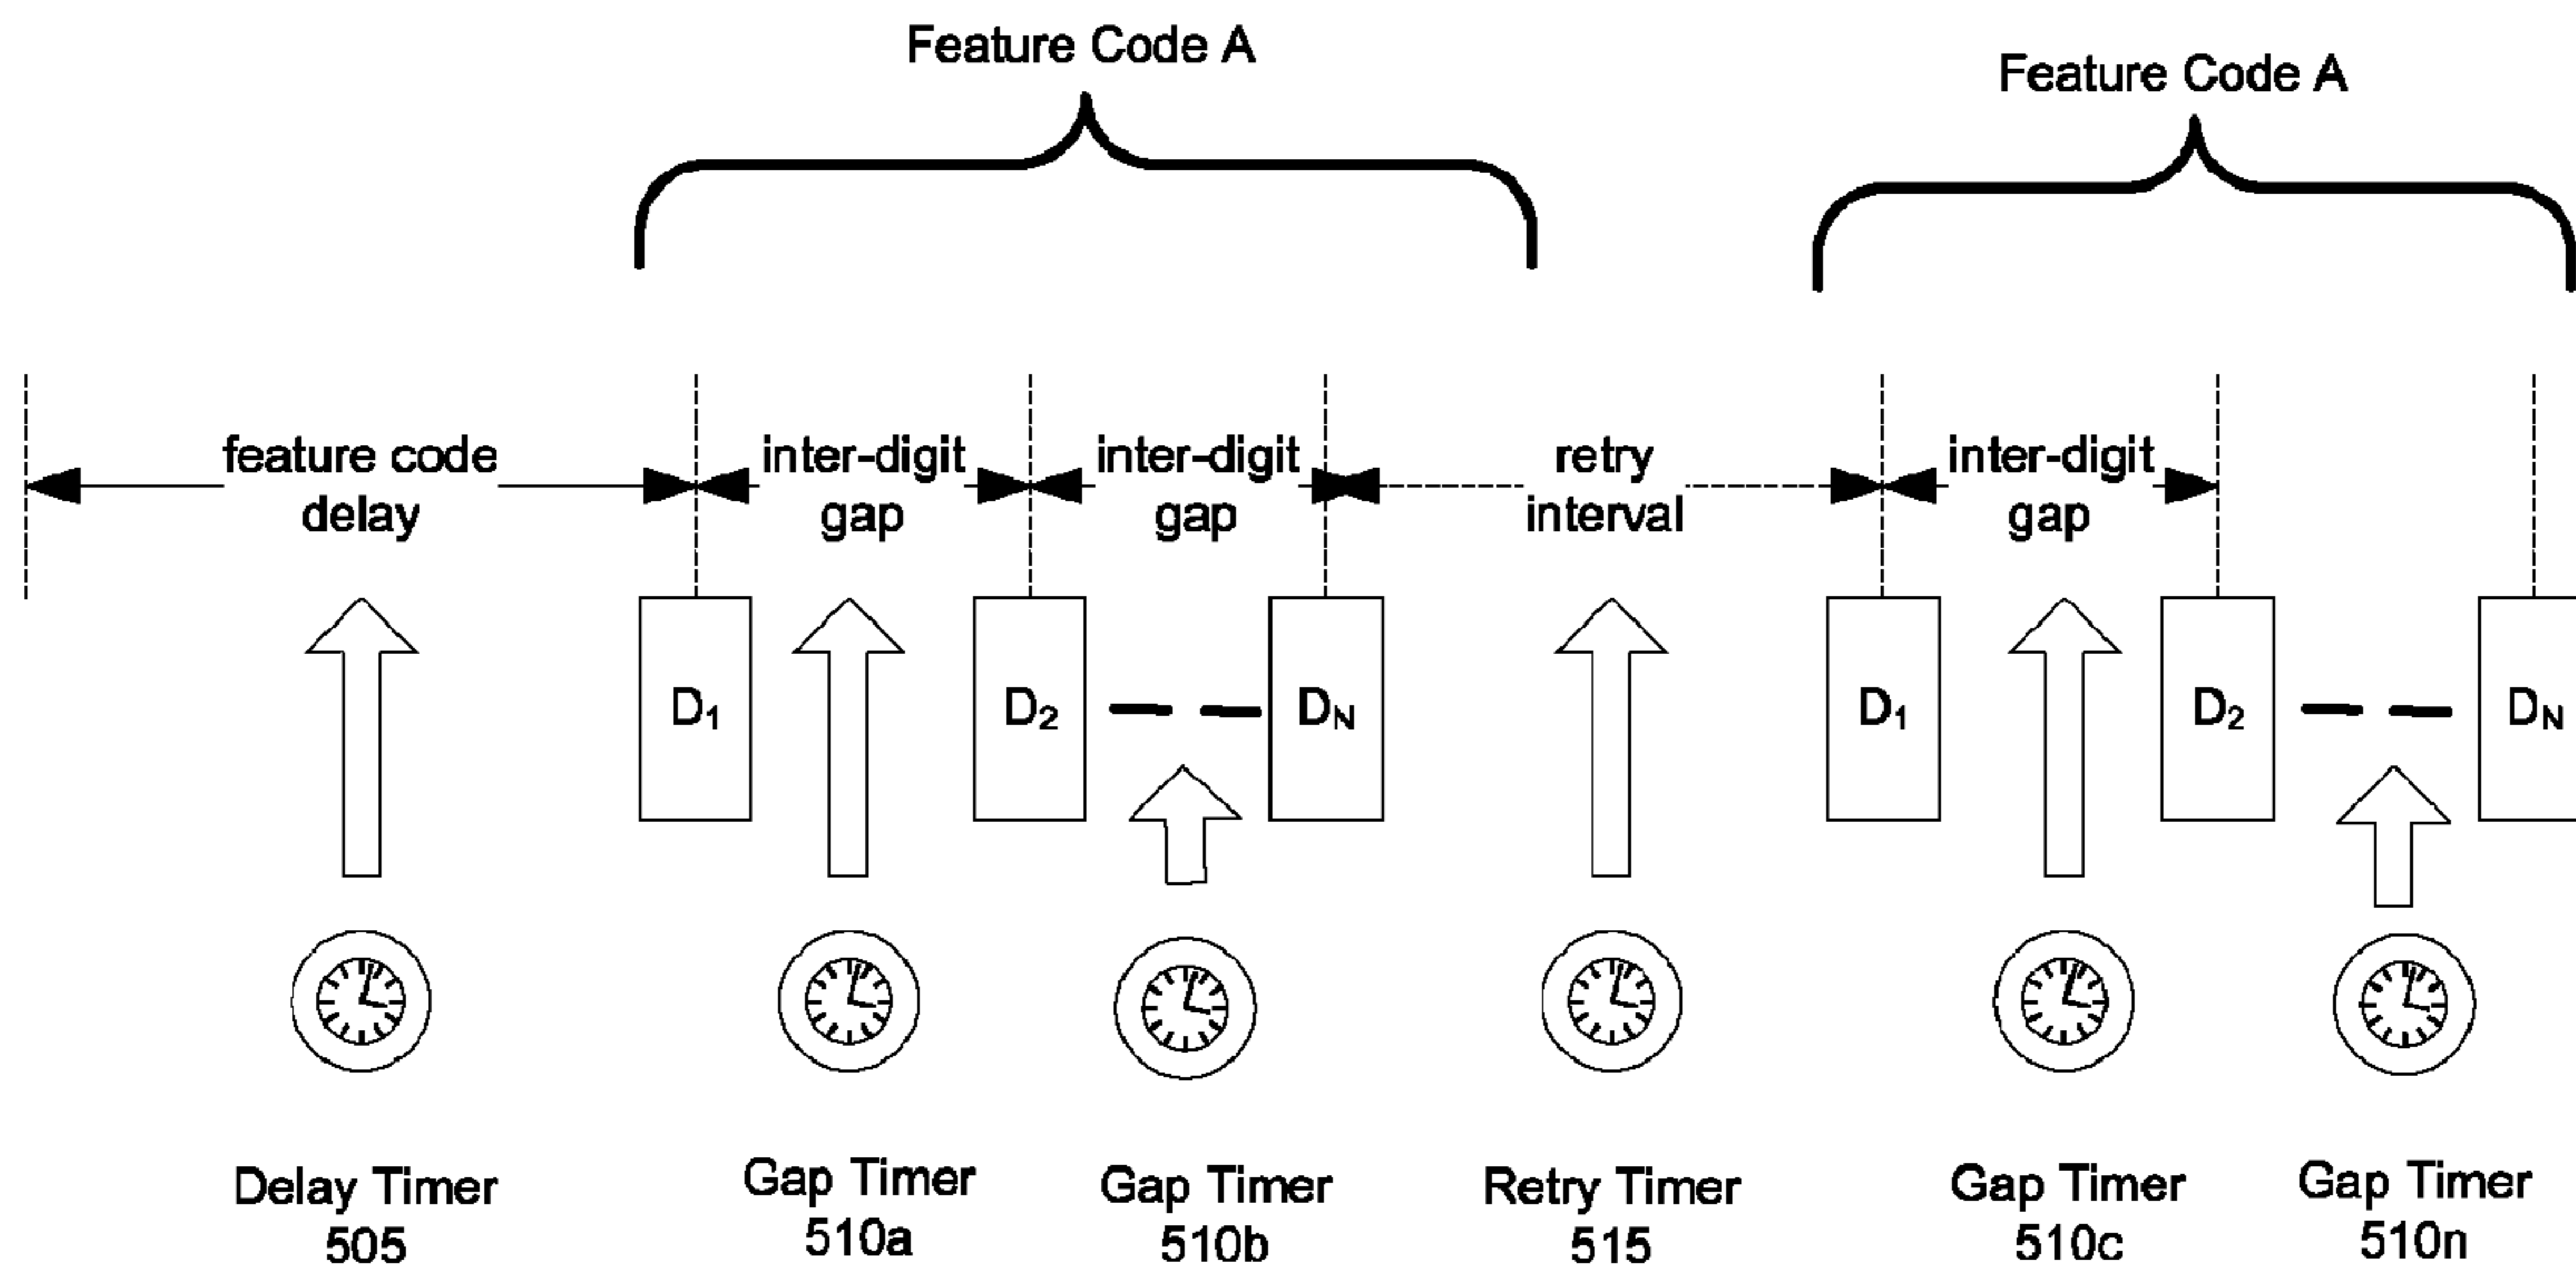 Feature Code A
Feature Code A
feature code
delay
inter-digit
gap
inter-digit
gap
retry
interval
inter-digit
gap
D₁
D₂
D_N
D₁
D₂
D_N
Delay Timer
505
Gap Timer
510a
Gap Timer
510b
Retry Timer
515
Gap Timer
510c
Gap Timer
510n